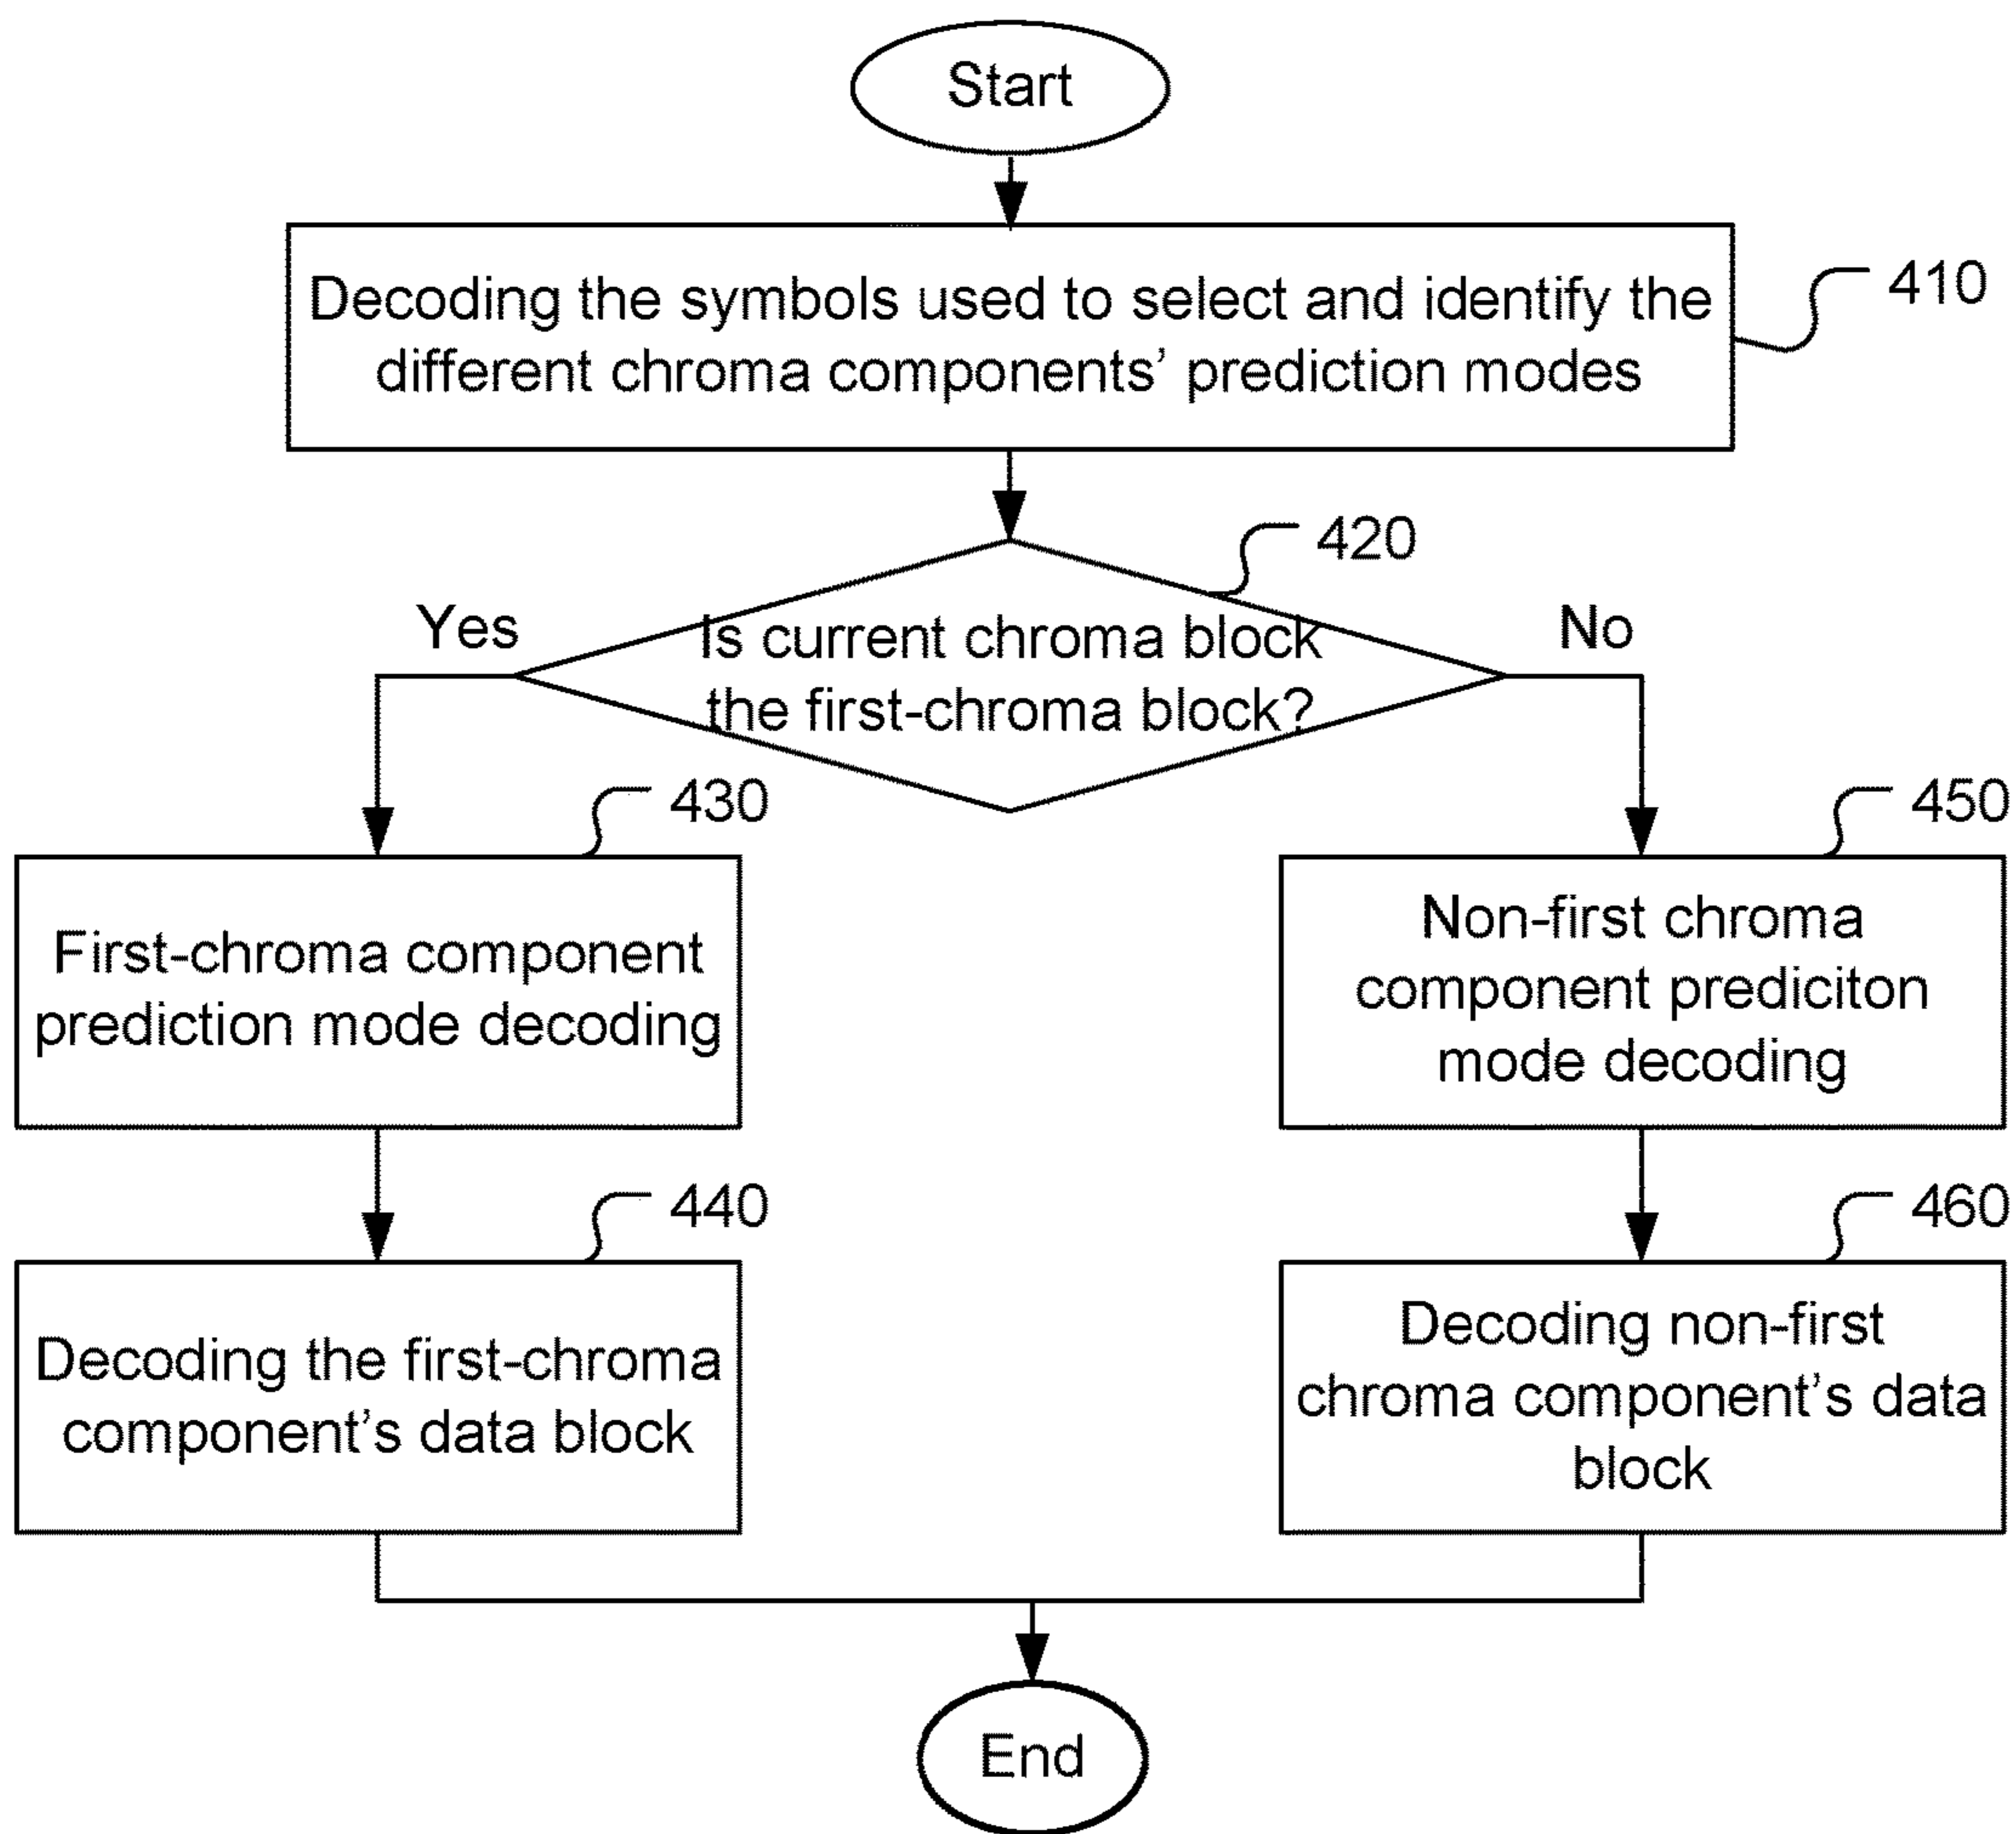 Start
Decoding the symbols used to select and identify the
different chroma components’ prediction modes
410
420
Yes
Is current chroma block
the first-chroma block?
No
430
First-chroma component
prediction mode decoding
450
Non-first chroma
component prediciton
mode decoding
440
Decoding the first-chroma
component’s data block
460
Decoding non-first
chroma component’s data
block
End